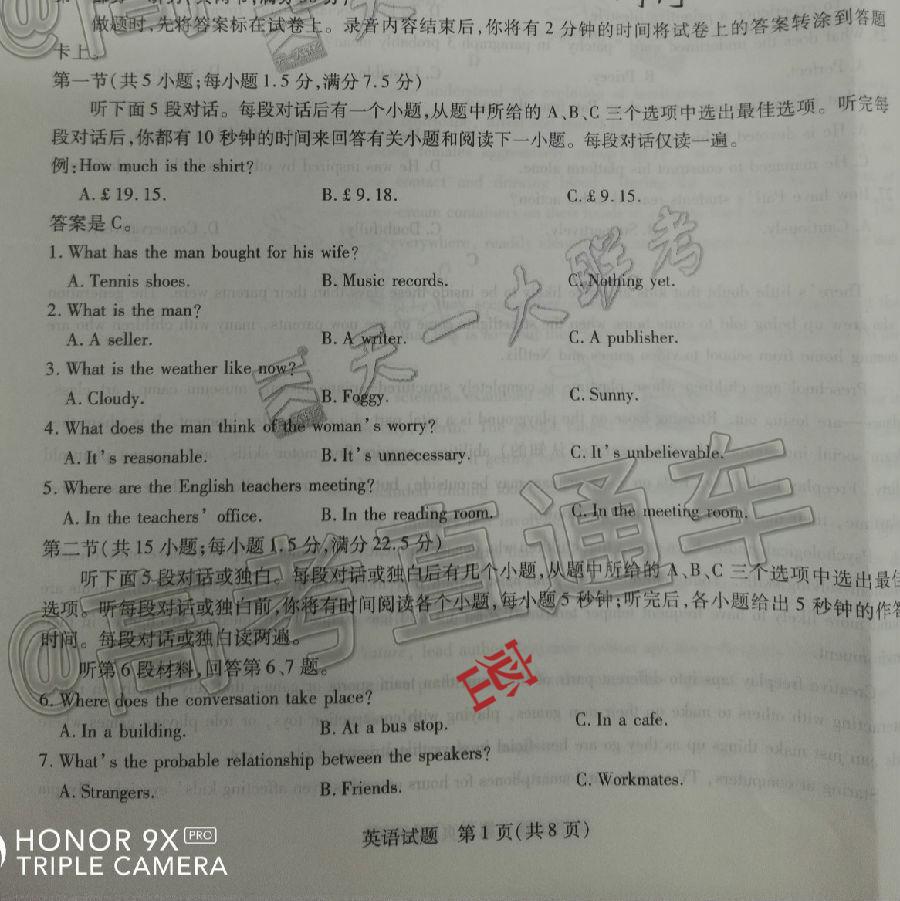 做题时,先将答案标在试卷上。录音内容结束后,你将有 2 分钟的时间将试卷上的答案转涂到答题
卡上。
第一节(共 5 小题;每小题 1. 5 分,满分 7. 5 分)
听下面 5 段对话。每段对话后有一个小题,从题中所给的 A、B、C 三个选项中选出最佳选项。听完每
段对话后,你都有 10 秒钟的时间来回答有关小题和阅读下一小题。每段对话仅读一遍。
例:How much is the shirt?
A. £ 19. 15. B. £ 9. 18. C. £ 9. 15.
答案是 C。
1. What has the man bought for his wife?
A. Tennis shoes. B. Music records. C. Nothing yet.
2. What is the man?
A. A seller. B. A writer. C. A publisher.
3. What is the weather like now?
A. Cloudy. B. Foggy. C. Sunny.
4. What does the man think of the woman's worry?
A. It's reasonable. B. It's unnecessary. C. It's unbelievable.
5. Where are the English teachers meeting?
A. In the teachers' office. B. In the reading room. C. In the meeting room.
第二节(共 15 小题;每小题 1. 5 分,满分 22. 5 分)
听下面 5 段对话或独白。每段对话或独白后有几个小题,从题中所给的 A、B、C 三个选项中选出最佳
选项。听每段对话或独白前,你将有时间阅读各个小题,每小题 5 秒钟;听完后,各小题给出 5 秒钟的作答
时间。每段对话或独白读两遍。
听第 6 段材料,回答第 6、7 题。
6. Where does the conversation take place?
A. In a building. B. At a bus stop. C. In a cafe.
7. What's the probable relationship between the speakers?
A. Strangers. B. Friends. C. Workmates.
英语试题 第 1 页(共 8 页)
天一大联考
@高考直通车
密
HONOR 9X PRO
TRIPLE CAMERA